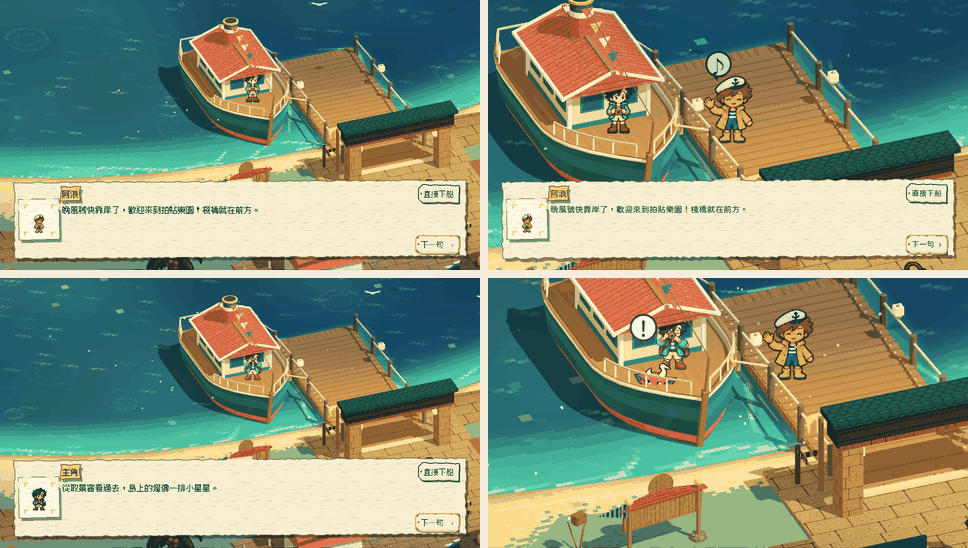 阿浪
直接下船
晚風號快靠岸了，歡迎來到拍貼樂園！棧橋就在前方。
下一句 ›
♪
阿浪
直接下船
晚風號快靠岸了，歡迎來到拍貼樂園！棧橋就在前方。
下一句 ›
主角
直接下船
從取景窗看過去，島上的燈像一排小星星。
下一句 ›
!